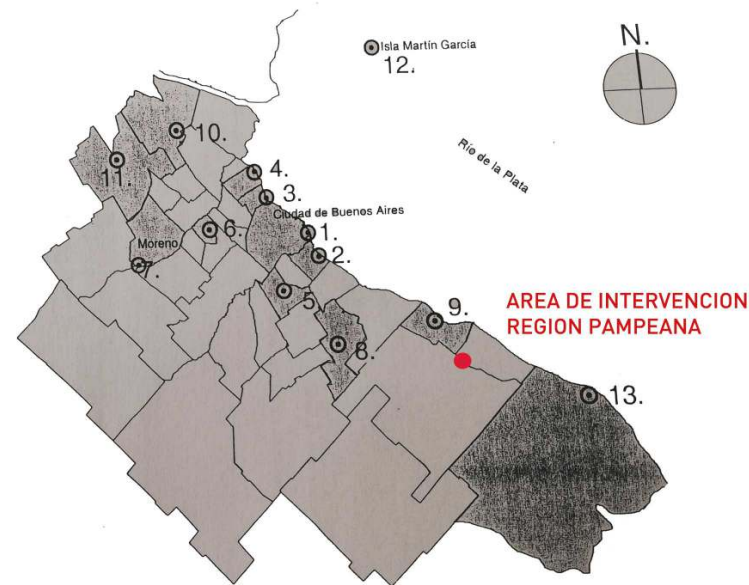 Isla Martín García
12.
N.
10.
11.
4.
3.
Río de la Plata
Ciudad de Buenos Aires
6.
1.
Moreno
2.
7.
5.
AREA DE INTERVENCION
REGION PAMPEANA
9.
8.
13.